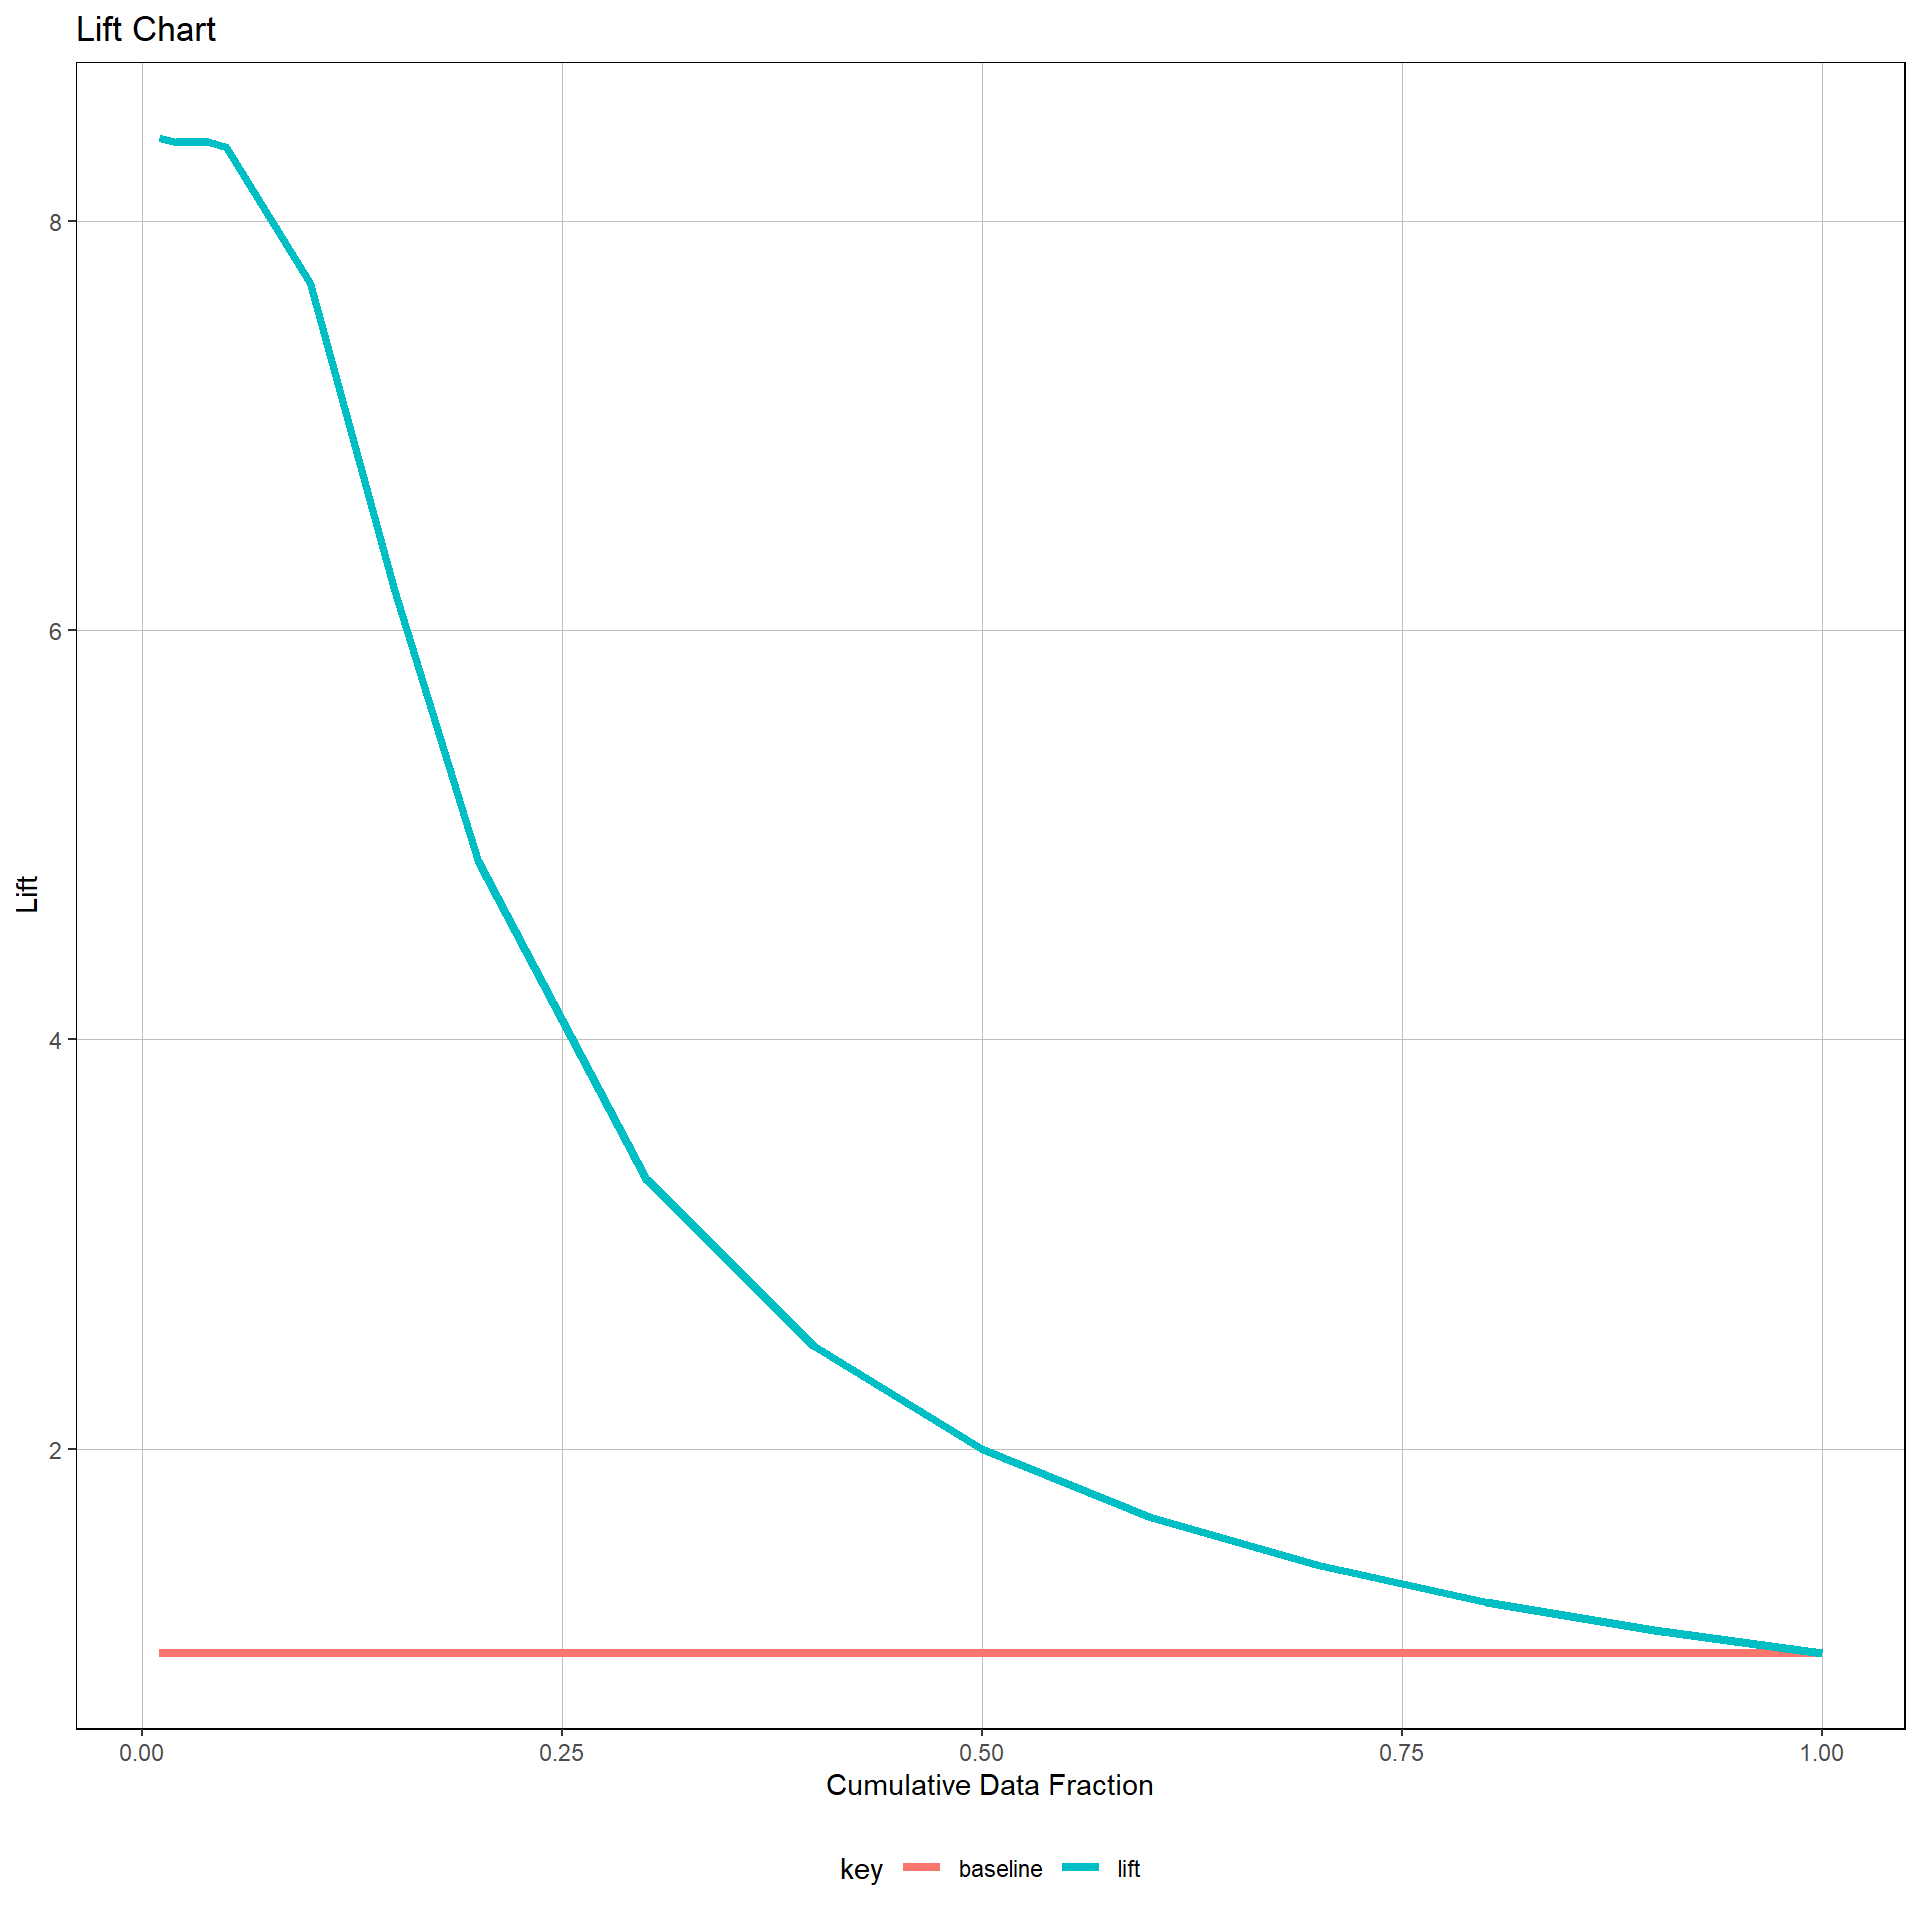 Lift Chart
8
6
4
2
Lift
0.00 0.25 0.50 0.75 1.00
Cumulative Data Fraction
key baseline lift